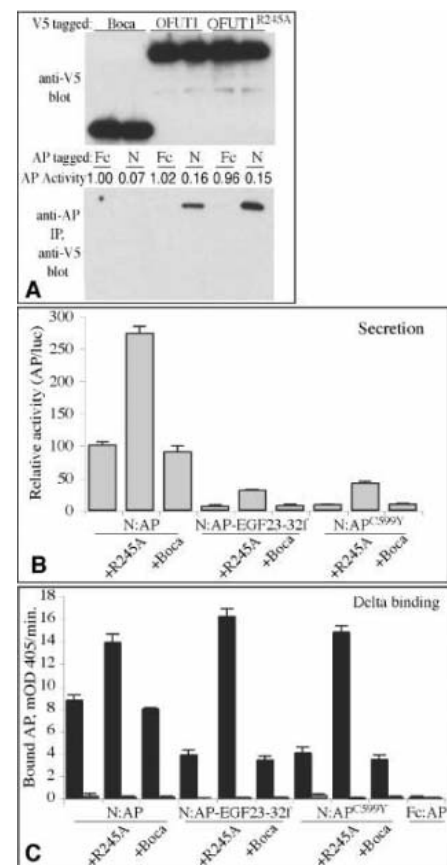 V5 tagged: Boca OFUT1 OFUT1R245A
anti-V5
blot
AP tagged: Fc N Fc N Fc N
AP Activity 1.00 0.07 1.02 0.16 0.96 0.15
anti-AP
IP,
anti-V5
blot
A
Secretion
Relative activity (AP/luc)
300
250
200
150
100
50
0
N:AP N:AP-EGF23-32f N:APC599Y
+R245A +Boca +R245A +Boca +R245A +Boca
B
Delta binding
Bound AP, mOD 405/min.
18
16
14
12
10
8
6
4
2
0
N:AP N:AP-EGF23-32f N:APC599Y Fc:AP
+R245A +Boca +R245A +Boca +R245A +Boca
C